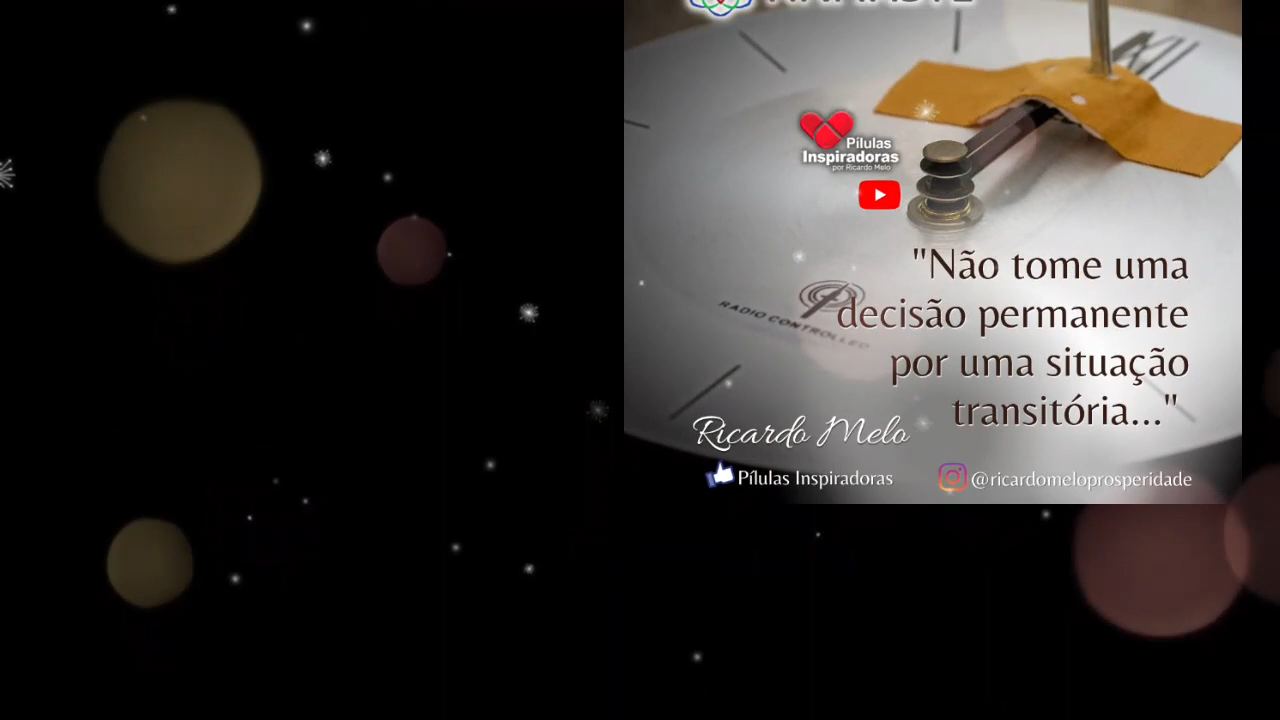 Pílulas
Inspiradoras
por Ricardo Melo
RADIO CONTROLLED
"Não tome uma
decisão permanente
por uma situação
transitória..."
Ricardo Melo
Pílulas Inspiradoras
@ricardomeloprosperidade